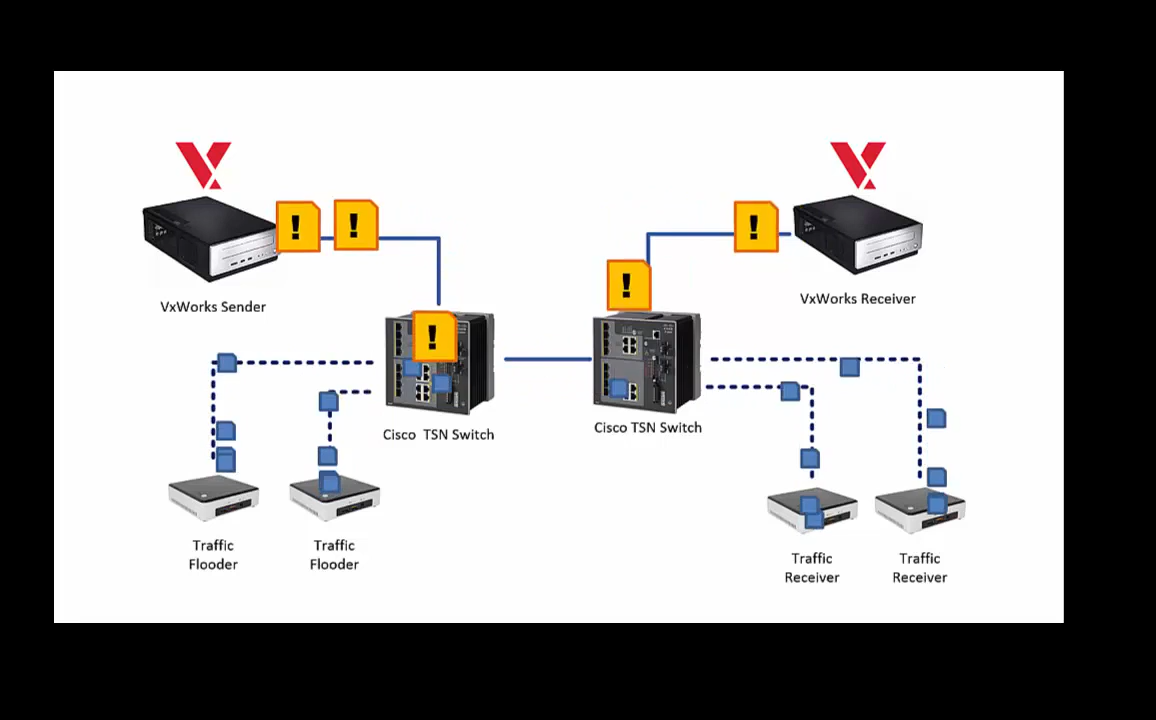 VxWorks Sender
VxWorks Receiver
Cisco TSN Switch
Cisco TSN Switch
Traffic
Flooder
Traffic
Flooder
Traffic
Receiver
Traffic
Receiver